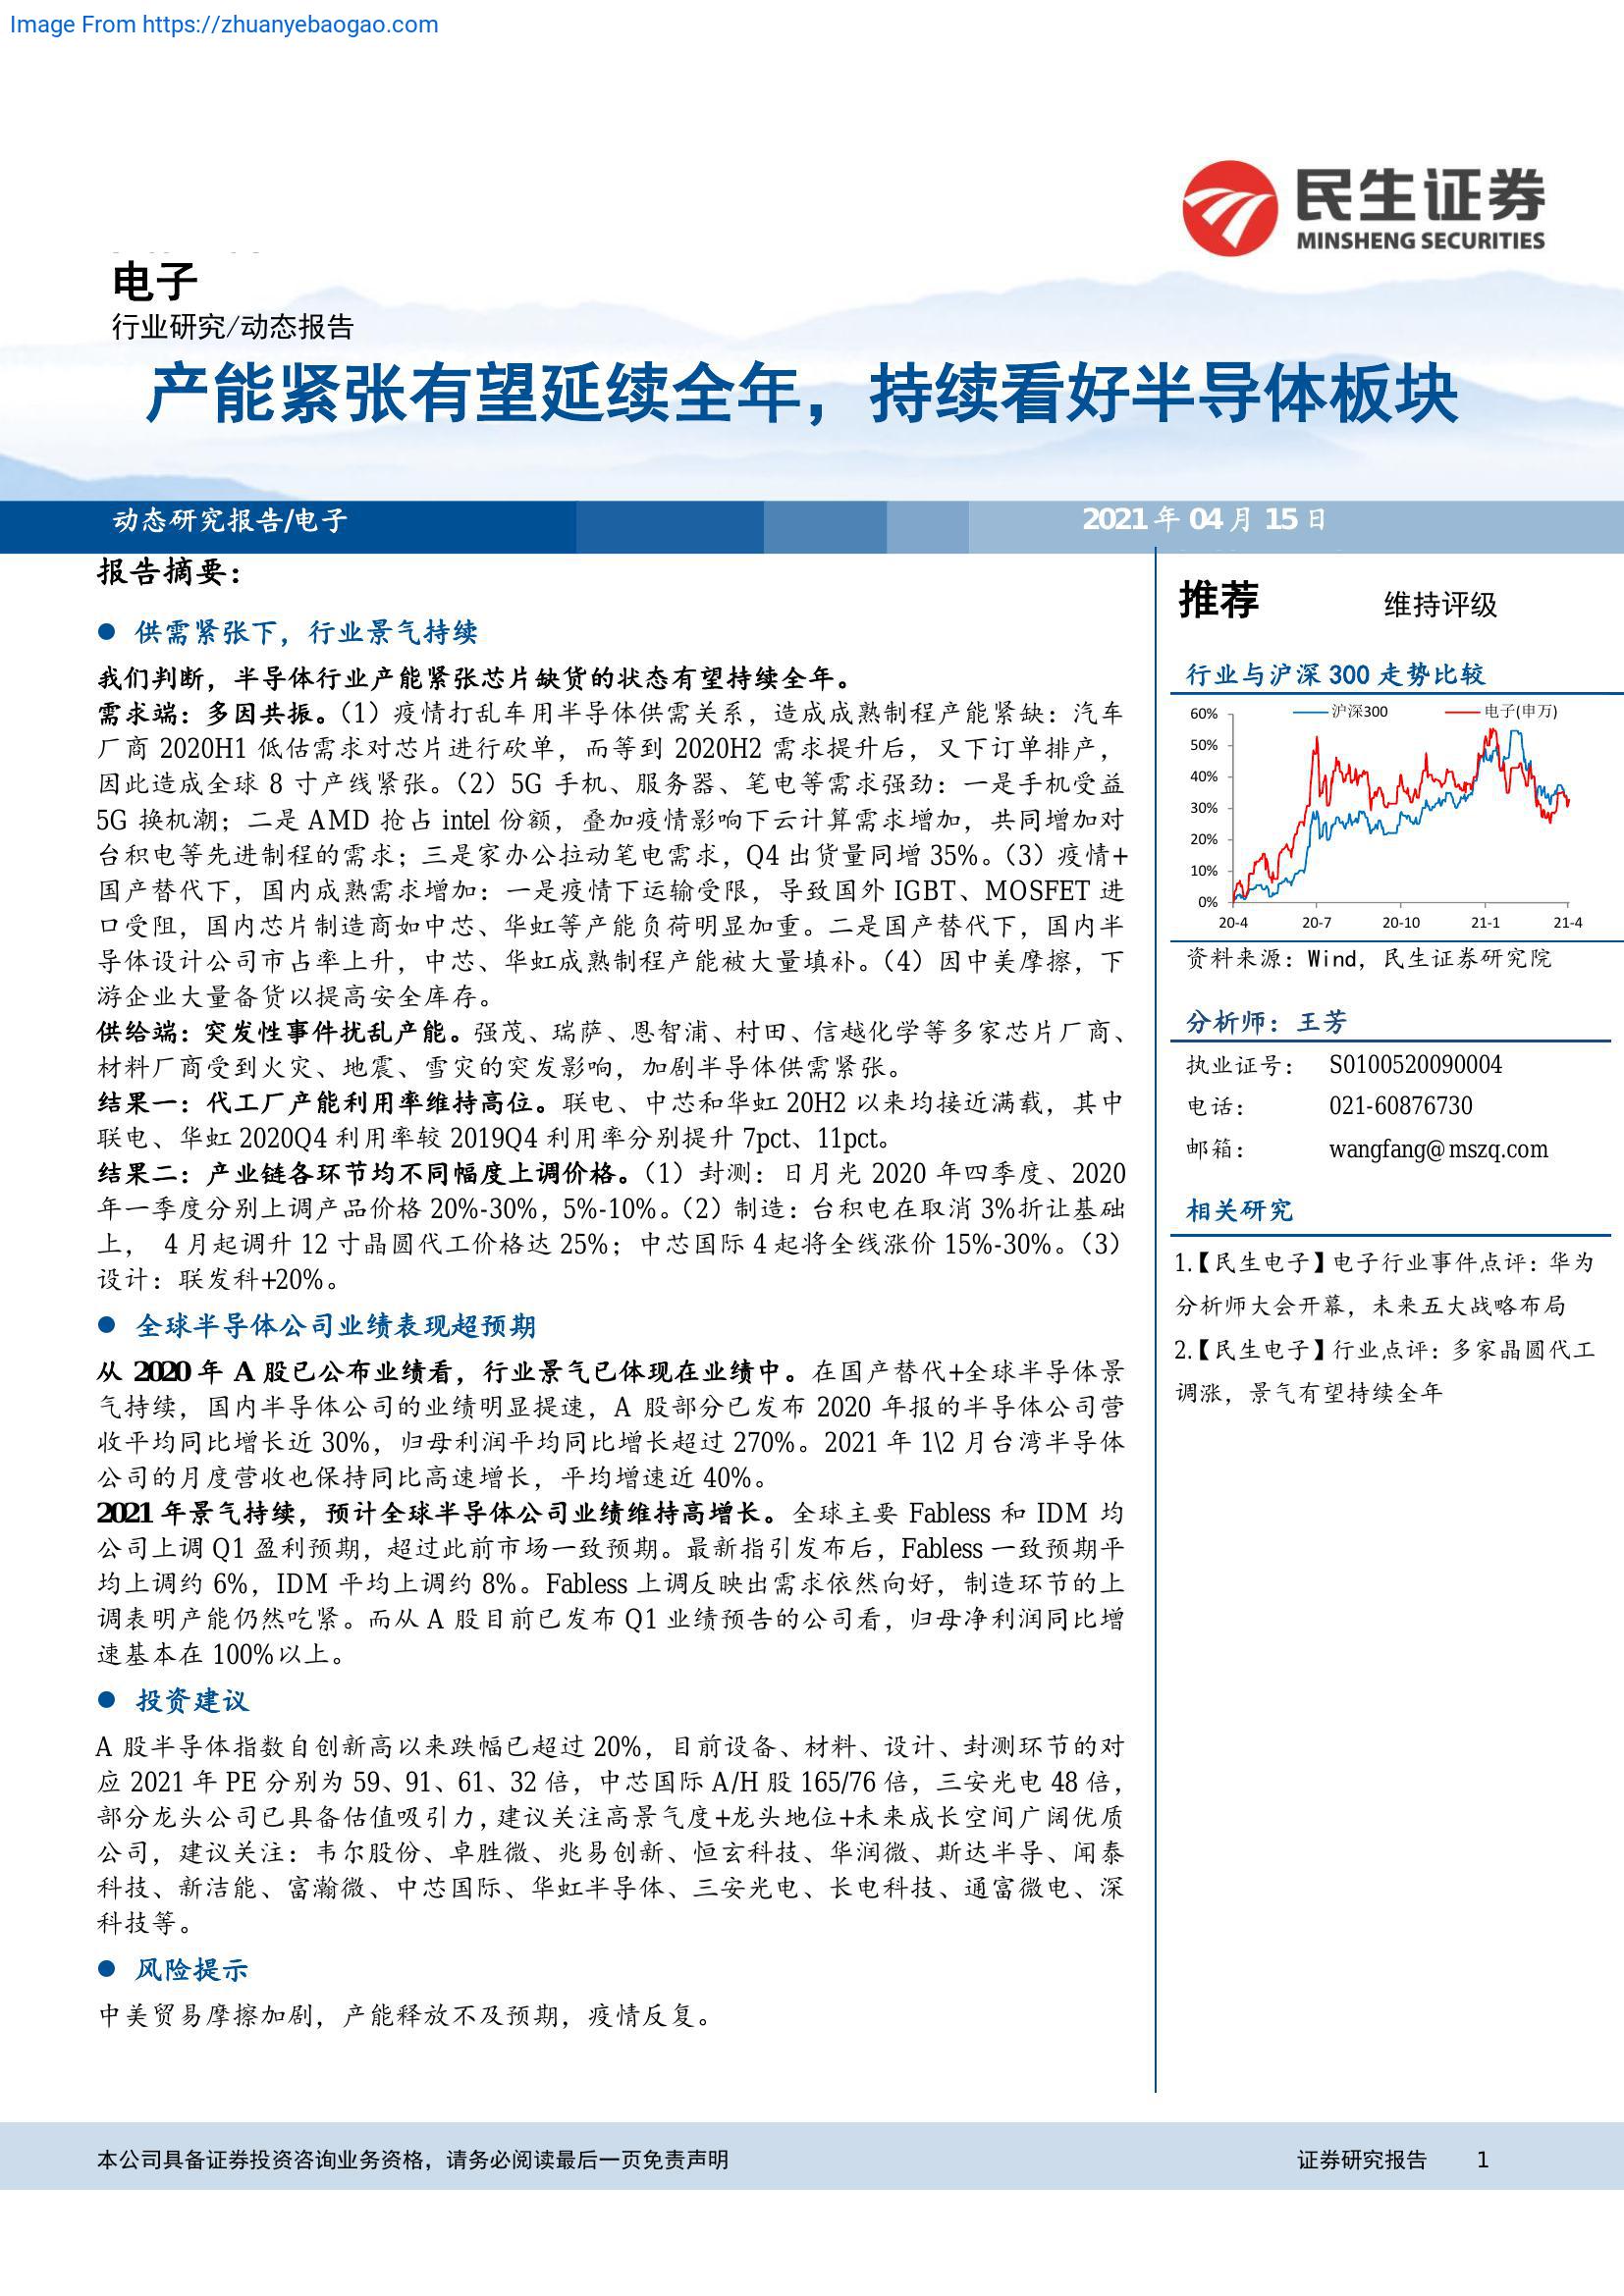 Image From https://zhuanyebaogao.com
民生证券
MINSHENG SECURITIES
电子
行业研究/动态报告
产能紧张有望延续全年，持续看好半导体板块
动态研究报告/电子
2021 年 04 月 15 日
报告摘要：
● 供需紧张下，行业景气持续
我们判断，半导体行业产能紧张芯片缺货的状态有望持续全年。
需求端：多因共振。（1）疫情打乱车用半导体供需关系，造成成熟制程产能紧缺：汽车
厂商 2020H1 低估需求对芯片进行砍单，而等到 2020H2 需求提升后，又下订单排产，
因此造成全球 8 寸产线紧张。（2）5G 手机、服务器、笔电等需求强劲：一是手机受益
5G 换机潮；二是 AMD 抢占 intel 份额，叠加疫情影响下云计算需求增加，共同增加对
台积电等先进制程的需求；三是家办公拉动笔电需求，Q4 出货量同增 35%。（3）疫情+
国产替代下，国内成熟需求增加：一是疫情下运输受限，导致国外 IGBT、MOSFET 进
口受阻，国内芯片制造商如中芯、华虹等产能负荷明显加重。二是国产替代下，国内半
导体设计公司市占率上升，中芯、华虹成熟制程产能被大量填补。（4）因中美摩擦，下
游企业大量备货以提高安全库存。
供给端：突发性事件扰乱产能。强茂、瑞萨、恩智浦、村田、信越化学等多家芯片厂商、
材料厂商受到火灾、地震、雪灾的突发影响，加剧半导体供需紧张。
结果一：代工厂产能利用率维持高位。联电、中芯和华虹 20H2 以来均接近满载，其中
联电、华虹 2020Q4 利用率较 2019Q4 利用率分别提升 7pct、11pct。
结果二：产业链各环节均不同幅度上调价格。（1）封测：日月光 2020 年四季度、2020
年一季度分别上调产品价格 20%-30%，5%-10%。（2）制造：台积电在取消 3%折让基础
上， 4 月起调升 12 寸晶圆代工价格达 25%；中芯国际 4 起将全线涨价 15%-30%。（3）
设计：联发科+20%。
● 全球半导体公司业绩表现超预期
从 2020 年 A 股已公布业绩看，行业景气已体现在业绩中。在国产替代+全球半导体景
气持续，国内半导体公司的业绩明显提速，A 股部分已发布 2020 年报的半导体公司营
收平均同比增长近 30%，归母利润平均同比增长超过 270%。2021 年 1\2 月台湾半导体
公司的月度营收也保持同比高速增长，平均增速近 40%。
2021 年景气持续，预计全球半导体公司业绩维持高增长。全球主要 Fabless 和 IDM 均
公司上调 Q1 盈利预期，超过此前市场一致预期。最新指引发布后，Fabless 一致预期平
均上调约 6%，IDM 平均上调约 8%。Fabless 上调反映出需求依然向好，制造环节的上
调表明产能仍然吃紧。而从 A 股目前已发布 Q1 业绩预告的公司看，归母净利润同比增
速基本在 100%以上。
● 投资建议
A 股半导体指数自创新高以来跌幅已超过 20%，目前设备、材料、设计、封测环节的对
应 2021 年 PE 分别为 59、91、61、32 倍，中芯国际 A/H 股 165/76 倍，三安光电 48 倍，
部分龙头公司已具备估值吸引力，建议关注高景气度+龙头地位+未来成长空间广阔优质
公司，建议关注：韦尔股份、卓胜微、兆易创新、恒玄科技、华润微、斯达半导、闻泰
科技、新洁能、富瀚微、中芯国际、华虹半导体、三安光电、长电科技、通富微电、深
科技等。
● 风险提示
中美贸易摩擦加剧，产能释放不及预期，疫情反复。
推荐 维持评级
行业与沪深 300 走势比较
沪深300 电子(申万)
60%
50%
40%
30%
20%
10%
0%
20-4 20-7 20-10 21-1 21-4
资料来源：Wind，民生证券研究院
分析师：王芳
执业证号： S0100520090004
电话： 021-60876730
邮箱： wangfang@mszq.com
相关研究
1.【民生电子】电子行业事件点评：华为
分析师大会开幕，未来五大战略布局
2.【民生电子】行业点评：多家晶圆代工
调涨，景气有望持续全年
本公司具备证券投资咨询业务资格，请务必阅读最后一页免责声明
证券研究报告 1